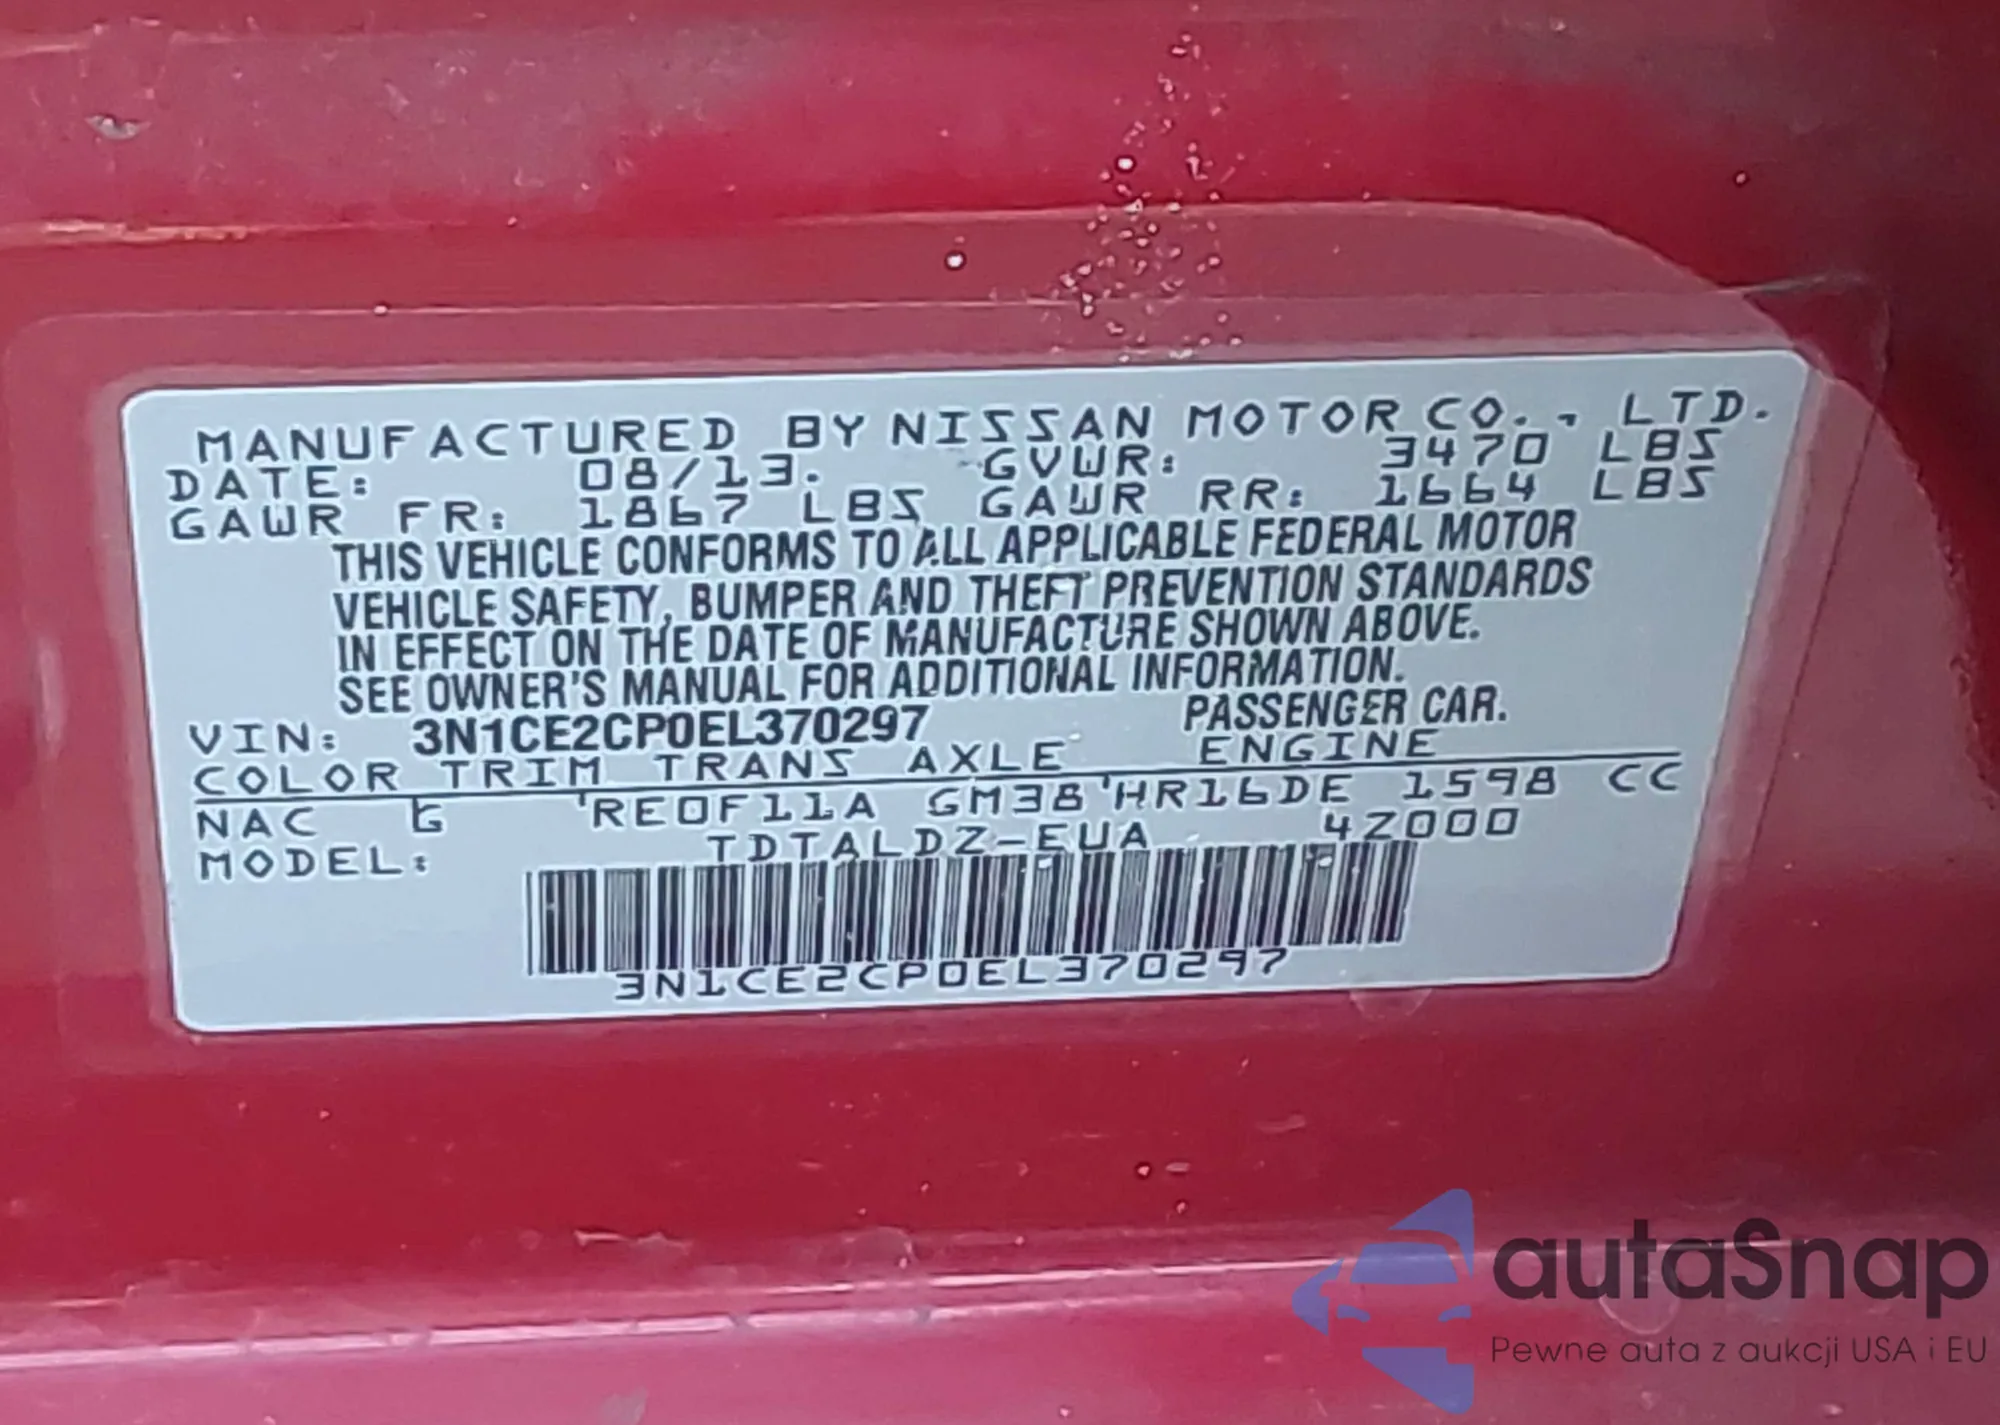 MANUFACTURED BY NISSAN MOTOR CO., LTD.
DATE: 08/13. GVWR: 3470 LBS
GAWR FR: 1867 LBS GAWR RR: 1664 LBS
THIS VEHICLE CONFORMS TO ALL APPLICABLE FEDERAL MOTOR
VEHICLE SAFETY, BUMPER AND THEFT PREVENTION STANDARDS
IN EFFECT ON THE DATE OF MANUFACTURE SHOWN ABOVE.
SEE OWNER'S MANUAL FOR ADDITIONAL INFORMATION.
VIN: 3N1CE2CP0EL370297 PASSENGER CAR.
COLOR TRIM TRANS AXLE ENGINE
NAC G RE0F11A GM38 HR16DE 1598 CC
MODEL: TDTALDZ-EUA 4Z000
3N1CE2CP0EL370297
autaSnap
Pewne auta z aukcji USA i EU